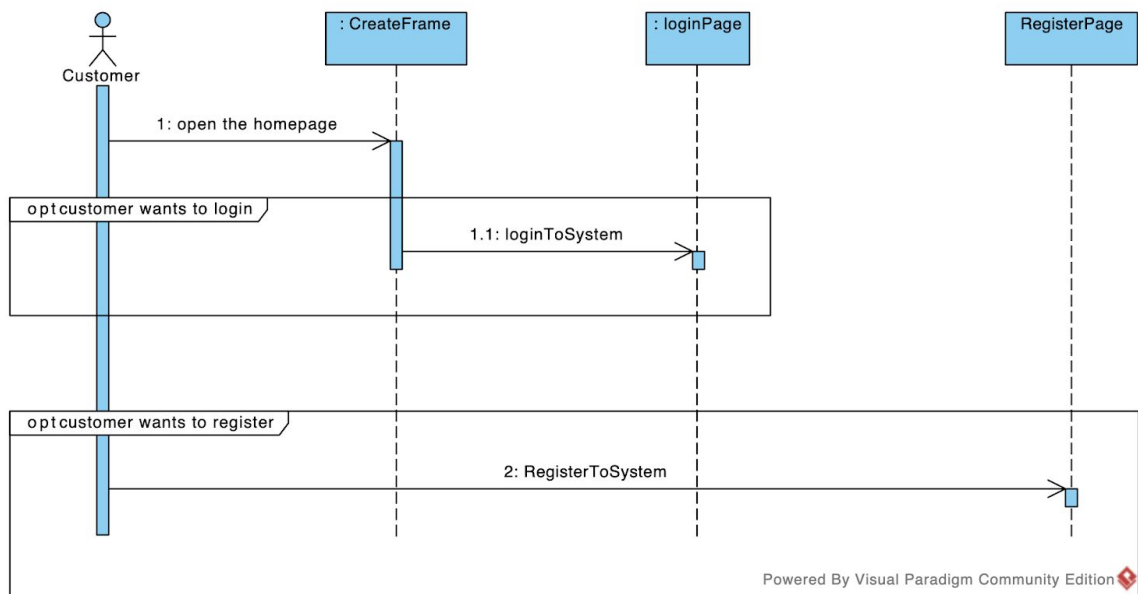 : CreateFrame
: loginPage
RegisterPage
Customer
1: open the homepage
opt customer wants to login
1.1: loginToSystem
opt customer wants to register
2: RegisterToSystem
Powered By Visual Paradigm Community Edition